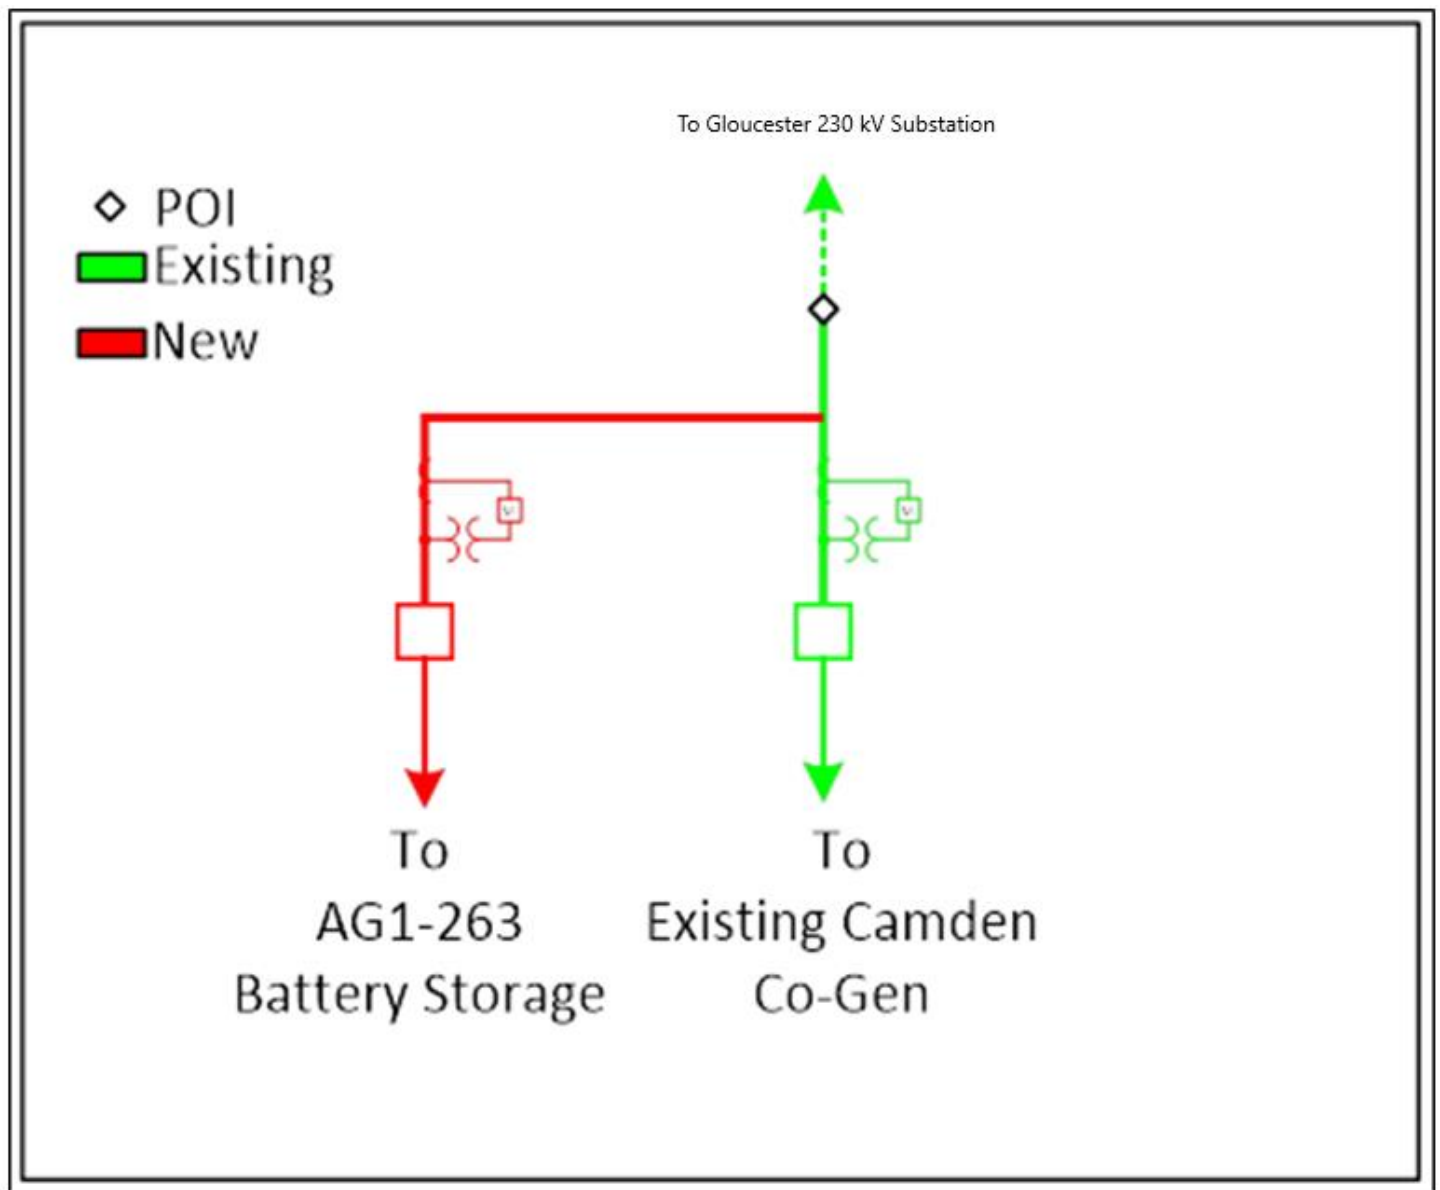 To Gloucester 230 kV Substation
POI
Existing
New
To
AG1-263
Battery Storage
To
Existing Camden
Co-Gen